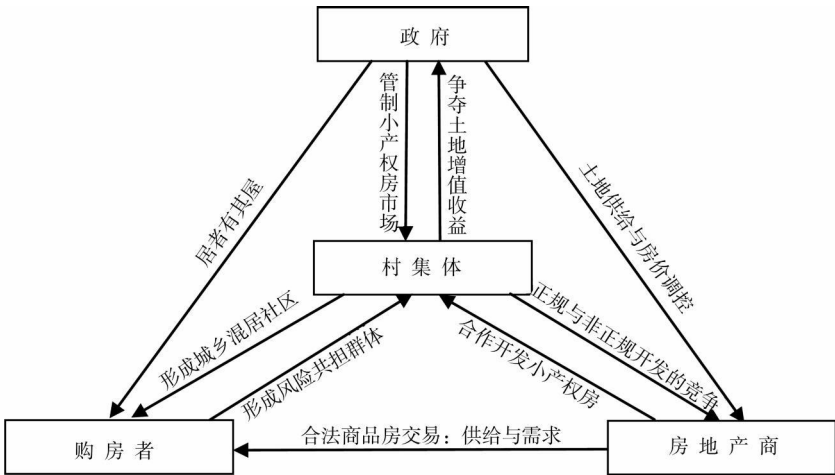 政府
管制小产权房市场
争夺土地增值收益
居者有其屋
土地供给与房价调控
村集体
形成城乡混居社区
形成风险共担群体
正规与非正规开发的竞争
合作开发小产权房
购房者
合法商品房交易：供给与需求
房地产商